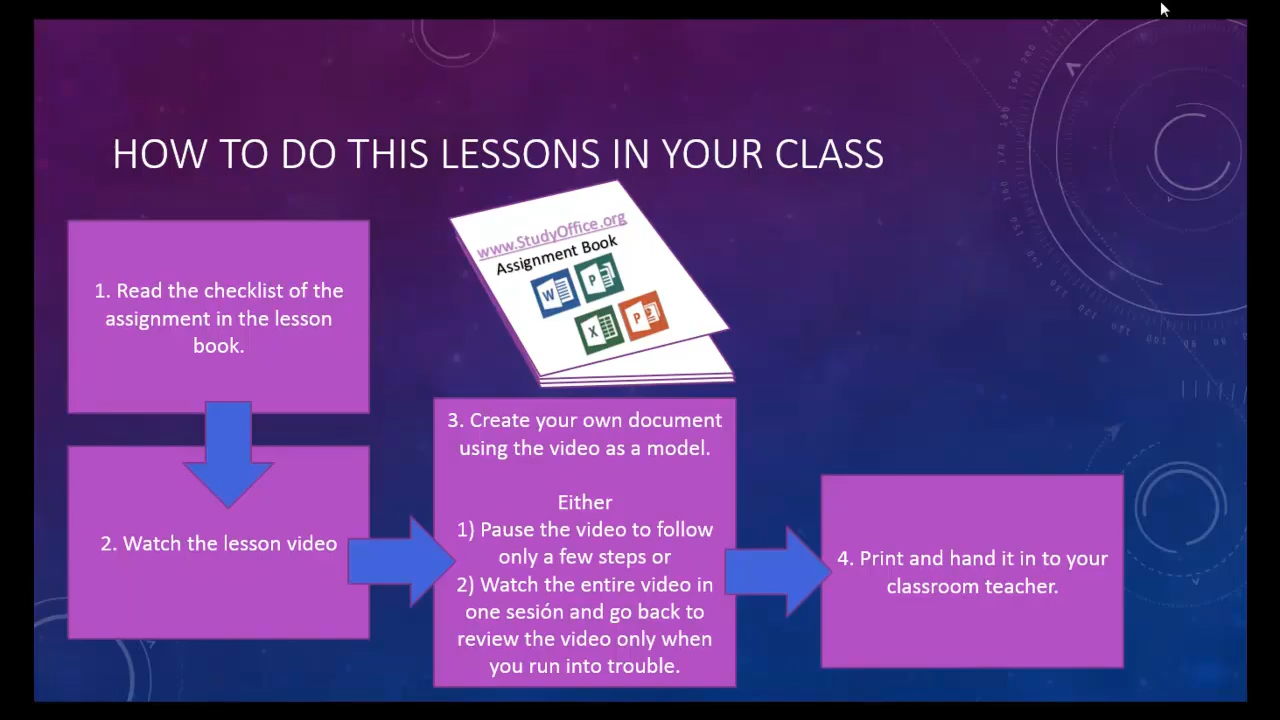 HOW TO DO THIS LESSONS IN YOUR CLASS
1. Read the checklist of the
assignment in the lesson
book.
2. Watch the lesson video
www.StudyOffice.org
Assignment Book
W
P
X
P
3. Create your own document
using the video as a model.
Either
1) Pause the video to follow
only a few steps or
2) Watch the entire video in
one sesión and go back to
review the video only when
you run into trouble.
4. Print and hand it in to your
classroom teacher.